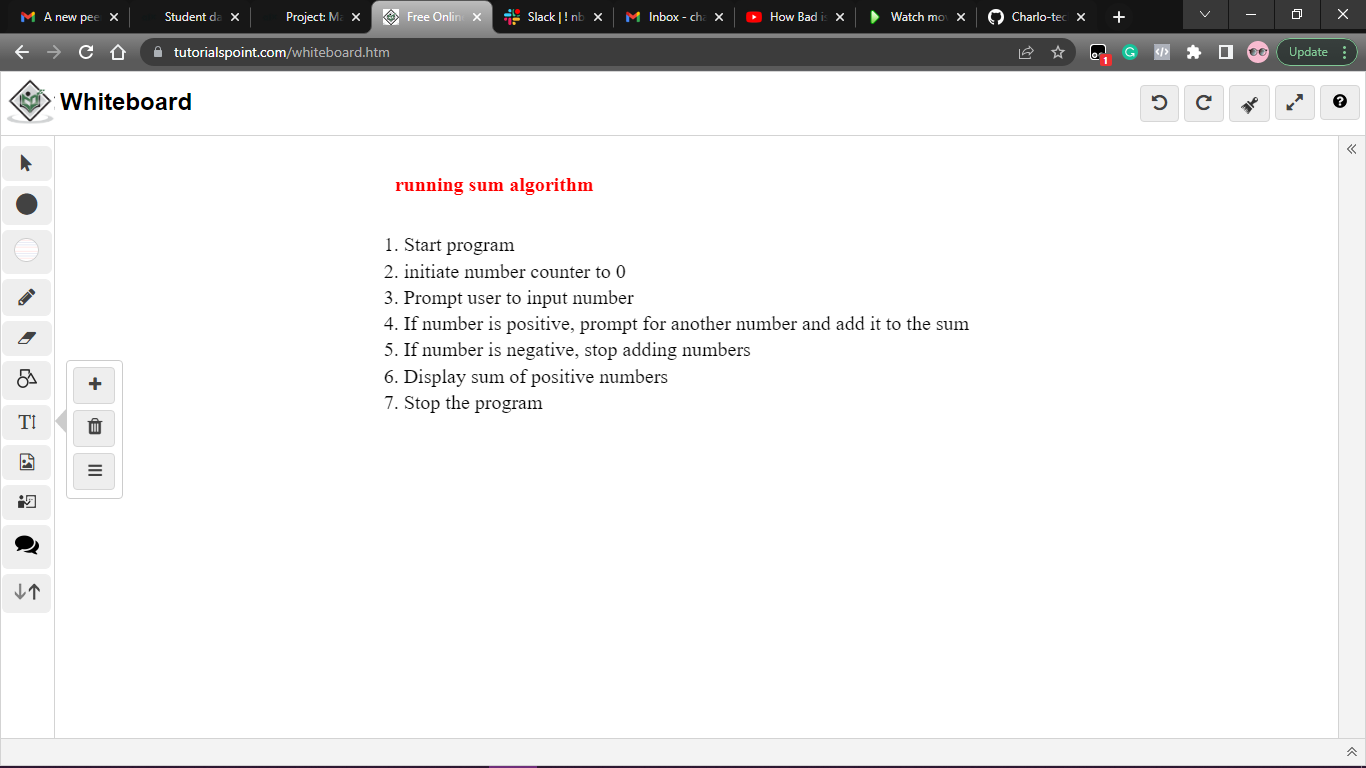 A new pee
Student da
Project: Ma
Free Onlin
Slack | ! nb
Inbox - cha
How Bad is
Watch mov
Charlo-tec
tutorialspoint.com/whiteboard.htm
1
Update
Whiteboard
running sum algorithm
1. Start program
2. initiate number counter to 0
3. Prompt user to input number
4. If number is positive, prompt for another number and add it to the sum
5. If number is negative, stop adding numbers
6. Display sum of positive numbers
7. Stop the program